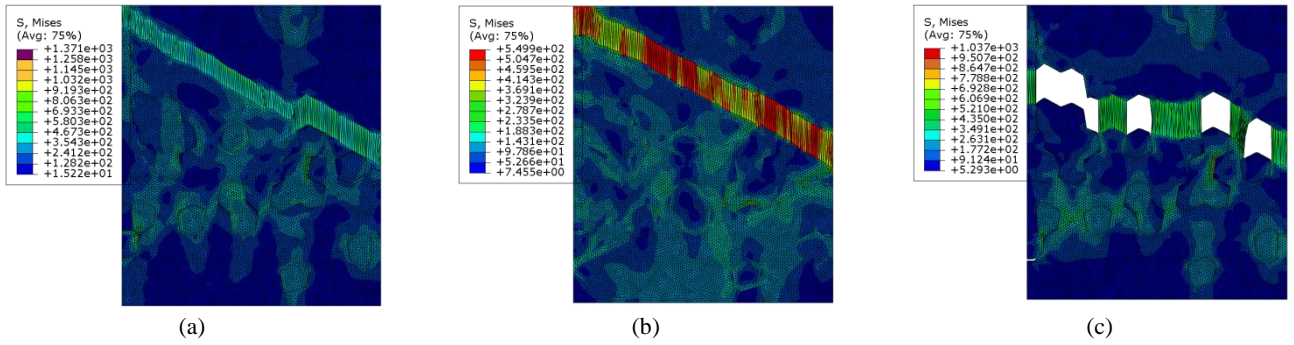 S, Mises
(Avg: 75%)
+1.371e+03
+1.258e+03
+1.145e+03
+1.032e+03
+9.193e+02
+8.063e+02
+6.933e+02
+5.803e+02
+4.673e+02
+3.543e+02
+2.412e+02
+1.282e+02
+1.522e+01
(a)
S, Mises
(Avg: 75%)
+5.499e+02
+5.047e+02
+4.595e+02
+4.143e+02
+3.691e+02
+3.239e+02
+2.787e+02
+2.335e+02
+1.883e+02
+1.431e+02
+9.786e+01
+5.266e+01
+7.455e+00
(b)
S, Mises
(Avg: 75%)
+1.037e+03
+9.507e+02
+8.647e+02
+7.788e+02
+6.928e+02
+6.069e+02
+5.210e+02
+4.350e+02
+3.491e+02
+2.631e+02
+1.772e+02
+9.124e+01
+5.293e+00
(c)